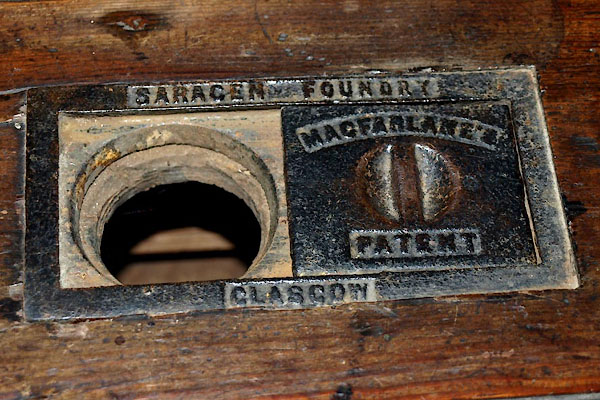 SARACEN FOUNDRY
MACFARLANE'S
PATENT
GLASGOW